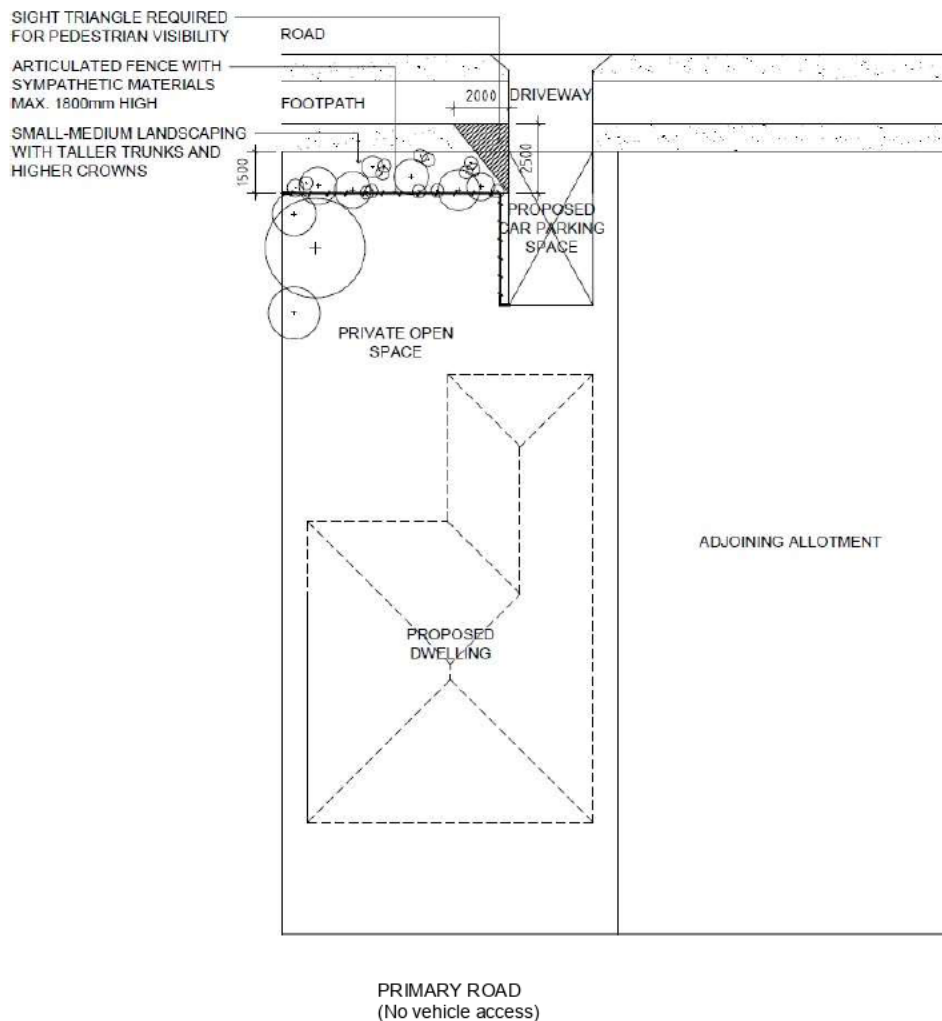 SIGHT TRIANGLE REQUIRED
FOR PEDESTRIAN VISIBILITY
ROAD
ARTICULATED FENCE WITH
SYMPATHETIC MATERIALS
MAX. 1800mm HIGH
2000
DRIVEWAY
FOOTPATH
SMALL-MEDIUM LANDSCAPING
WITH TALLER TRUNKS AND
HIGHER CROWNS
1500
2500
PROPOSED
CAR PARKING
SPACE
PRIVATE OPEN
SPACE
ADJOINING ALLOTMENT
PROPOSED
DWELLING
PRIMARY ROAD
(No vehicle access)